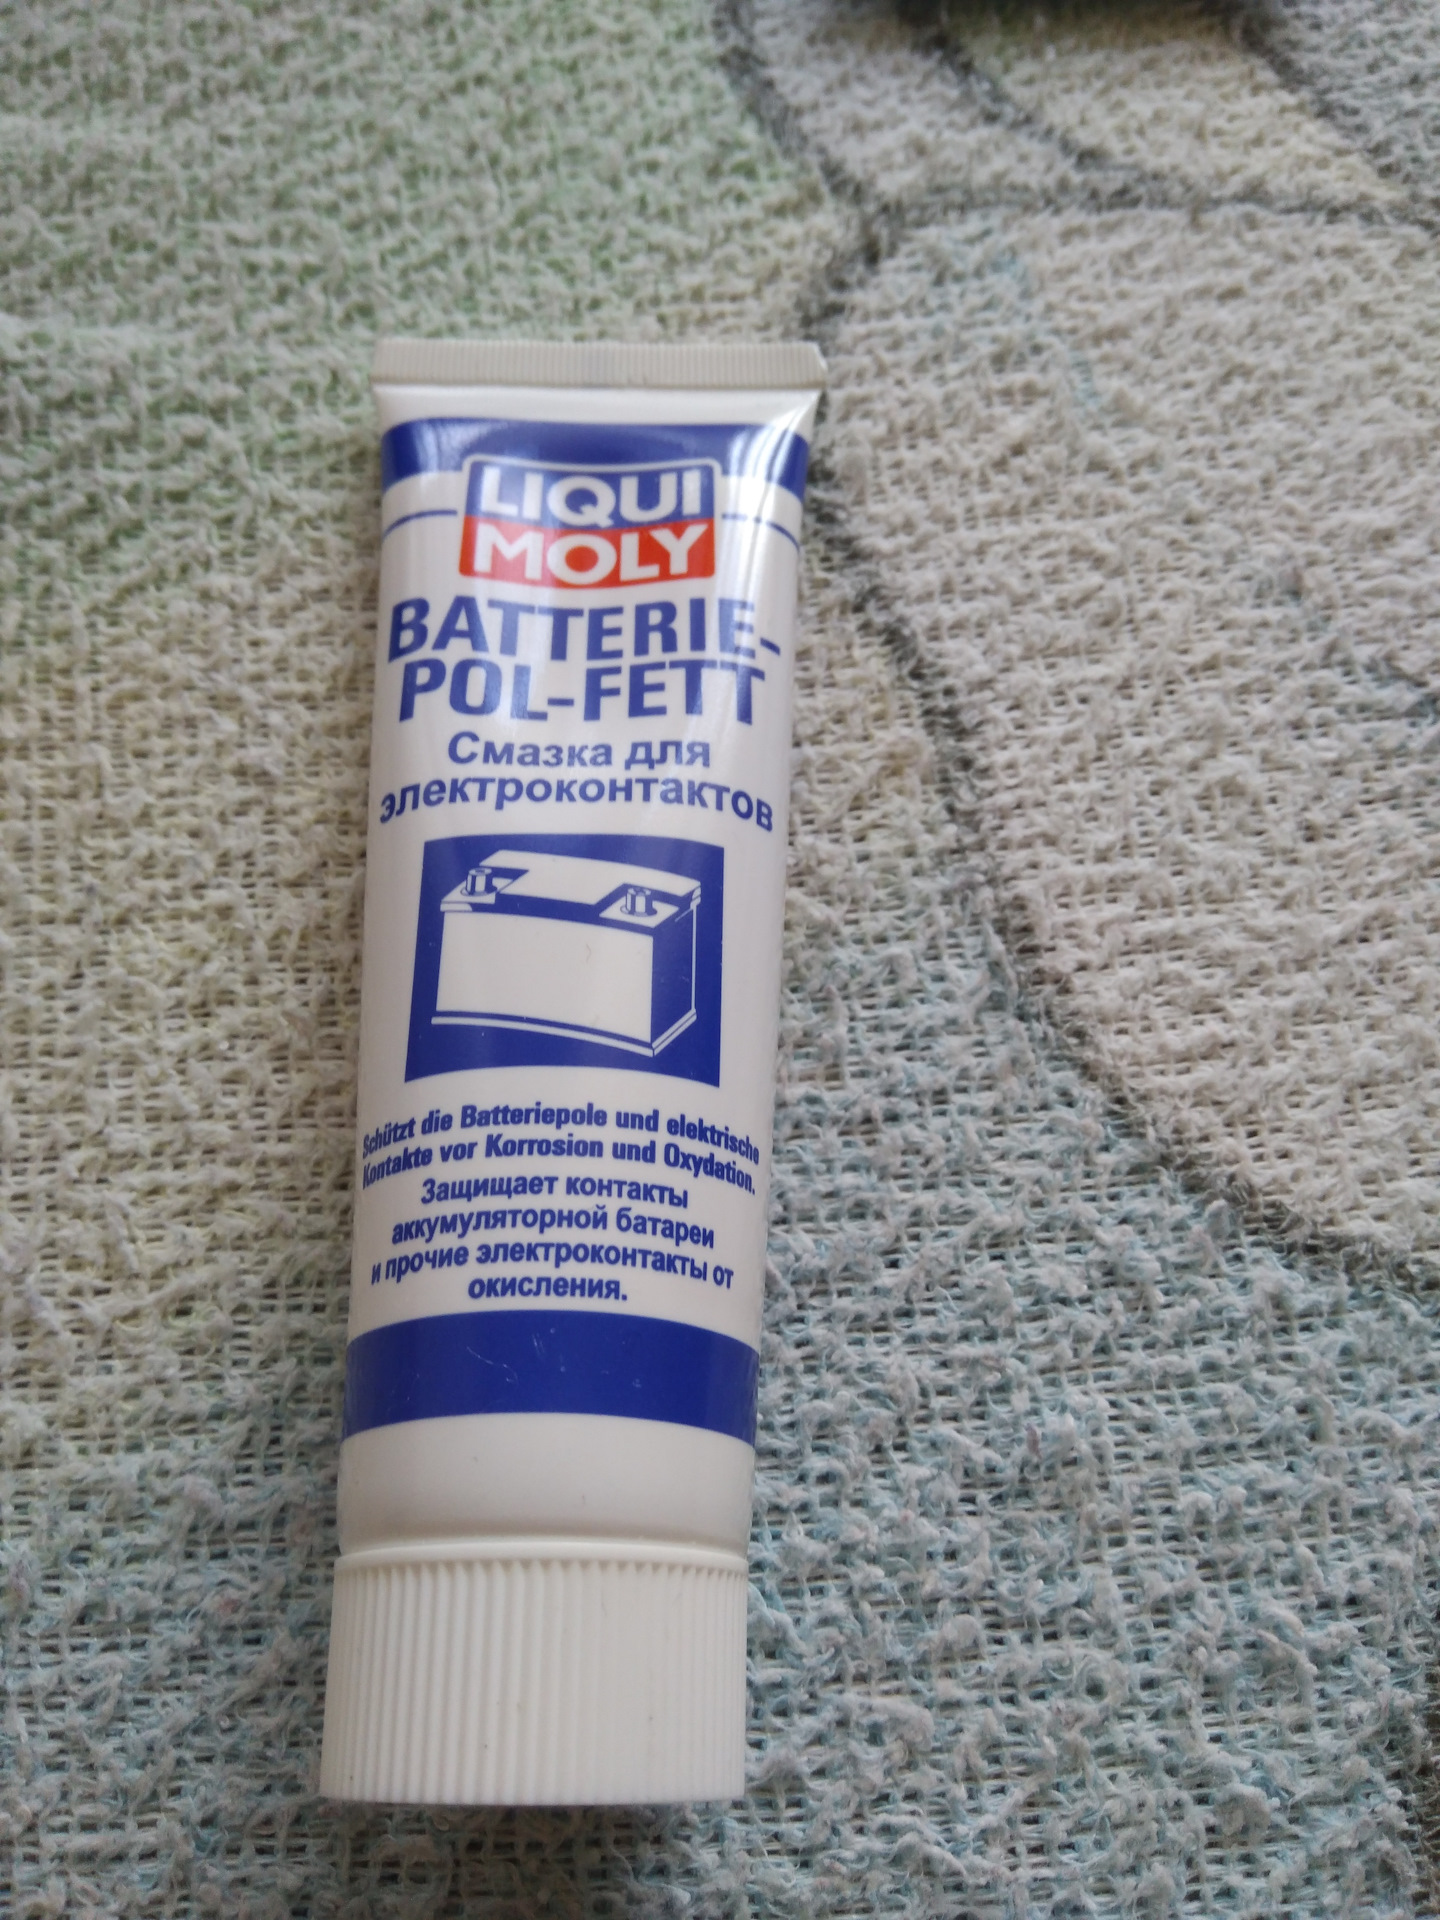 LIQUI
MOLY
BATTERIE-
POL-FETT
Смазка для
электроконтактов
Schützt die Batteriepole und elektrische
Kontakte vor Korrosion und Oxydation.
Защищает контакты
аккумуляторной батареи
и прочие электроконтакты от
окисления.